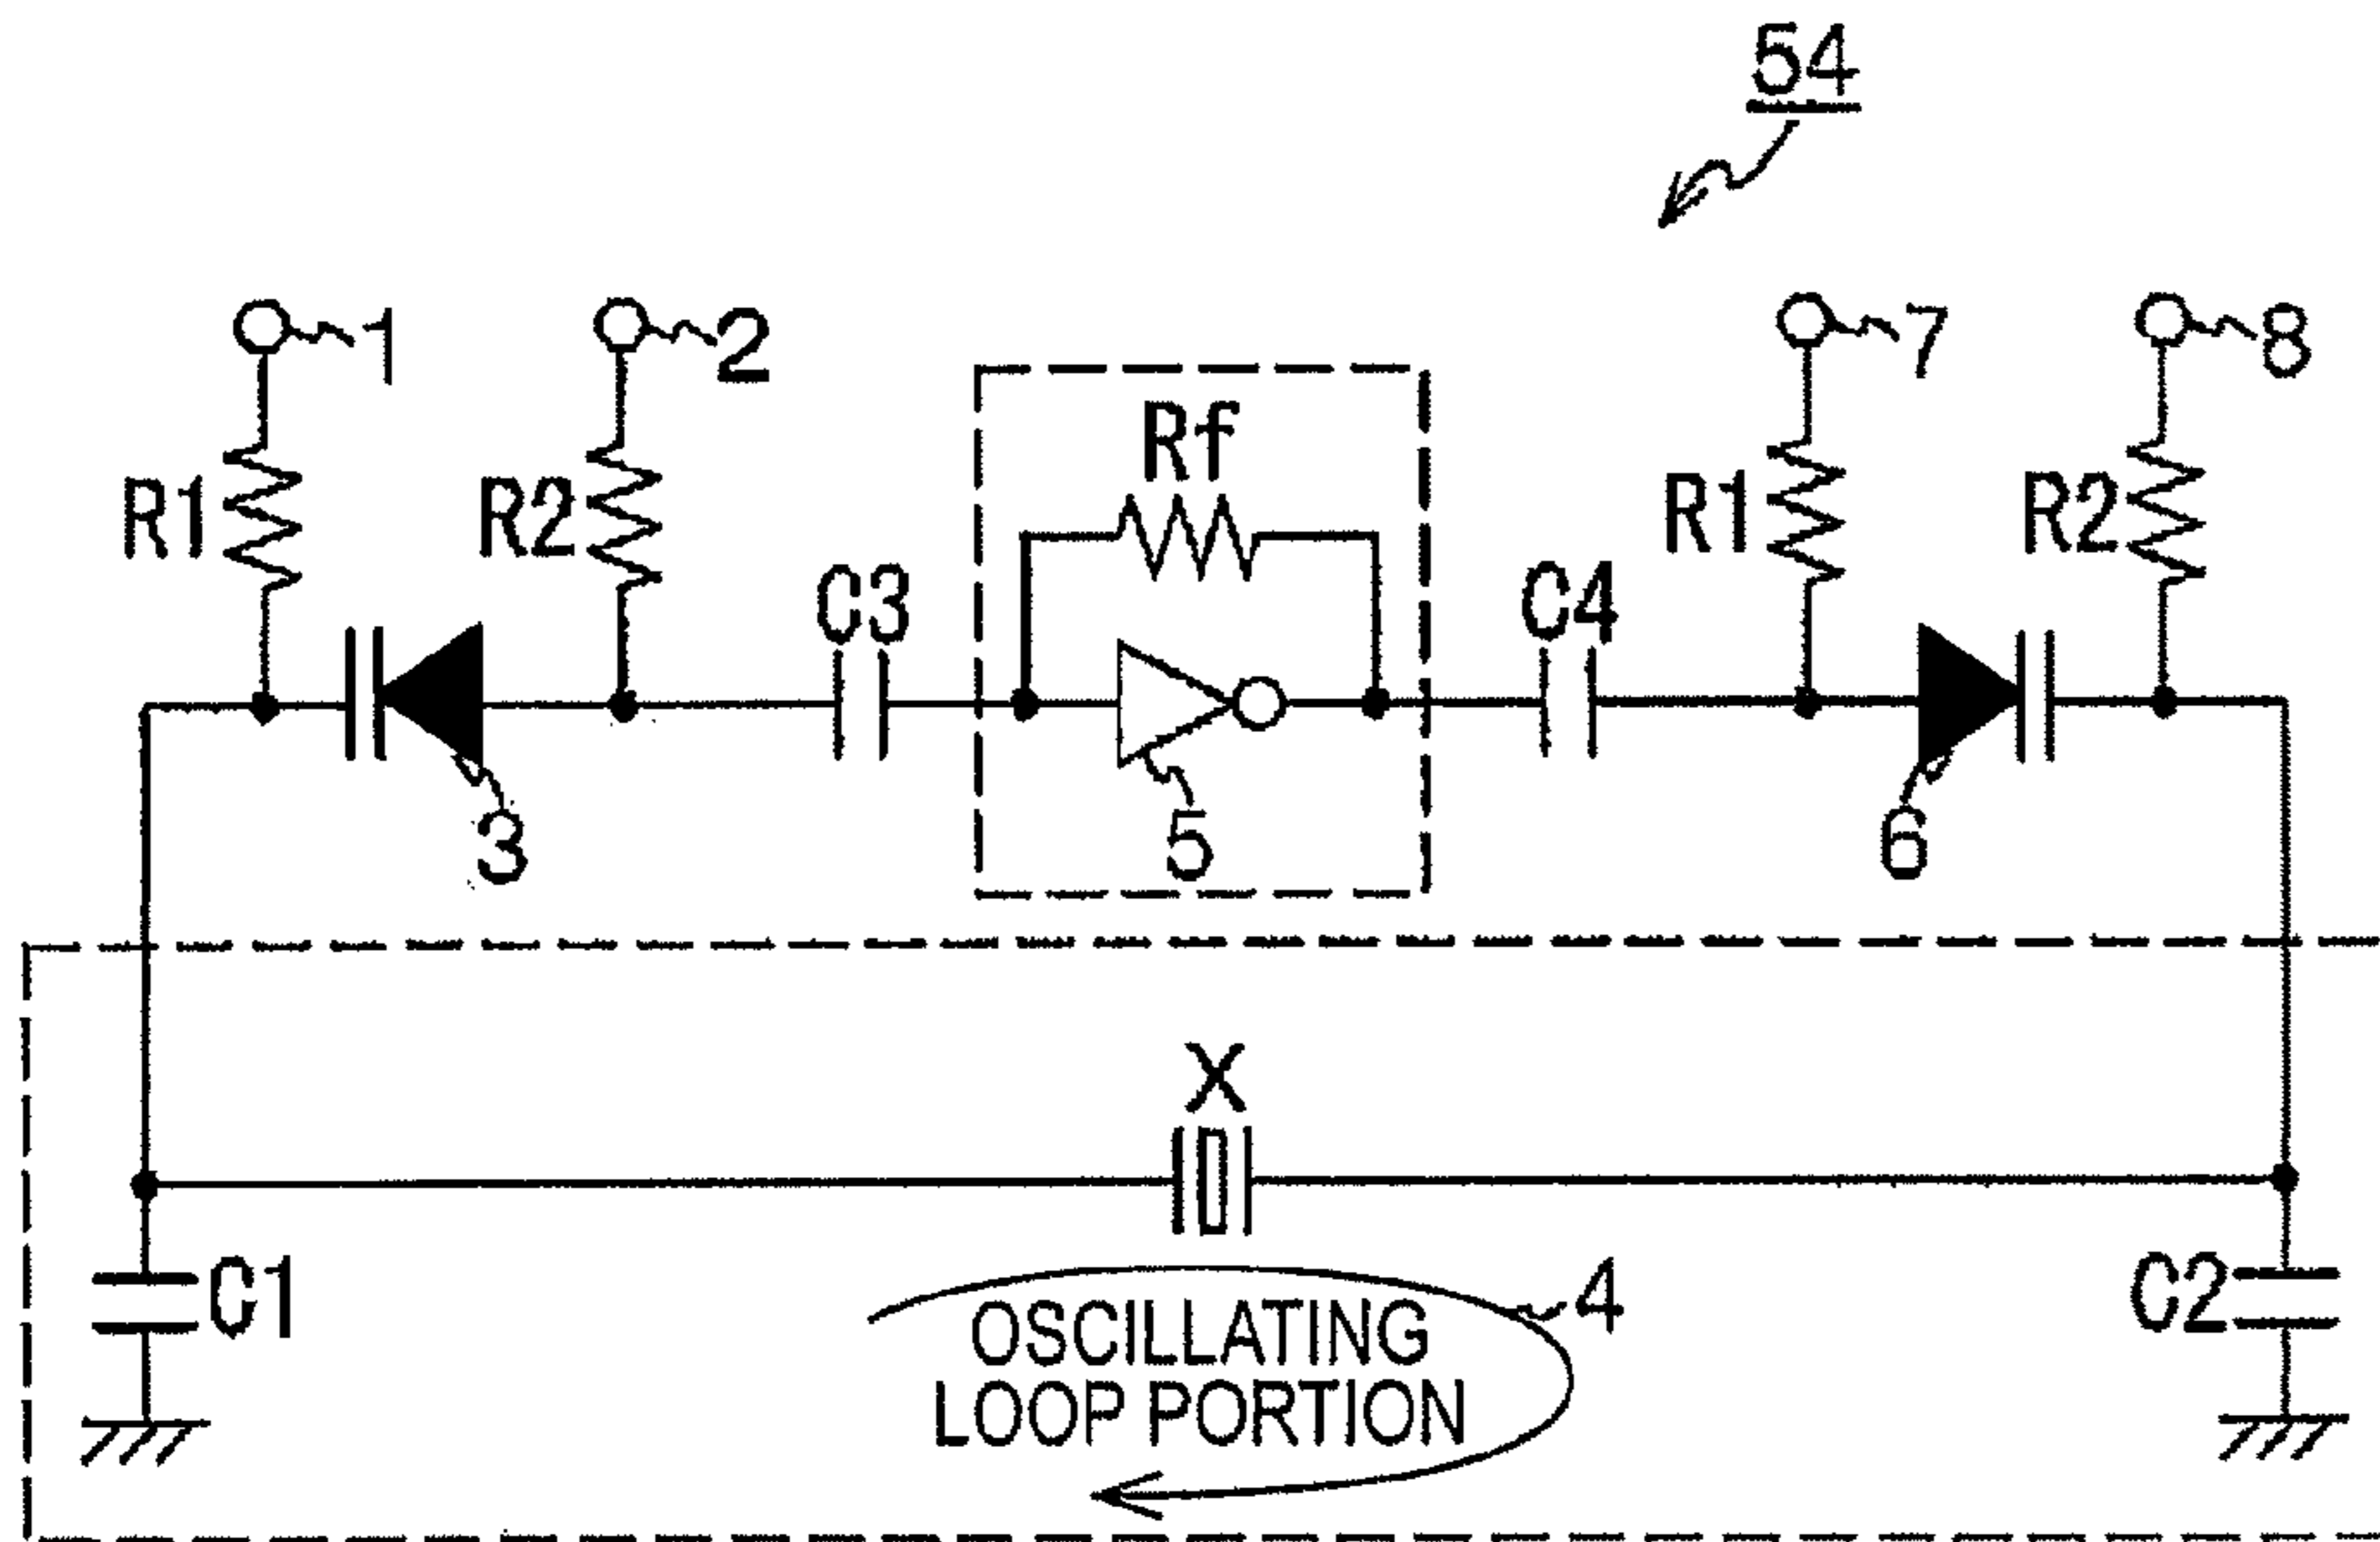 54
1
2
7
8
Rf
R1
R2
R1
R2
C3
C4
3
5
6
X
C1
4
C2
OSCILLATING
LOOP PORTION